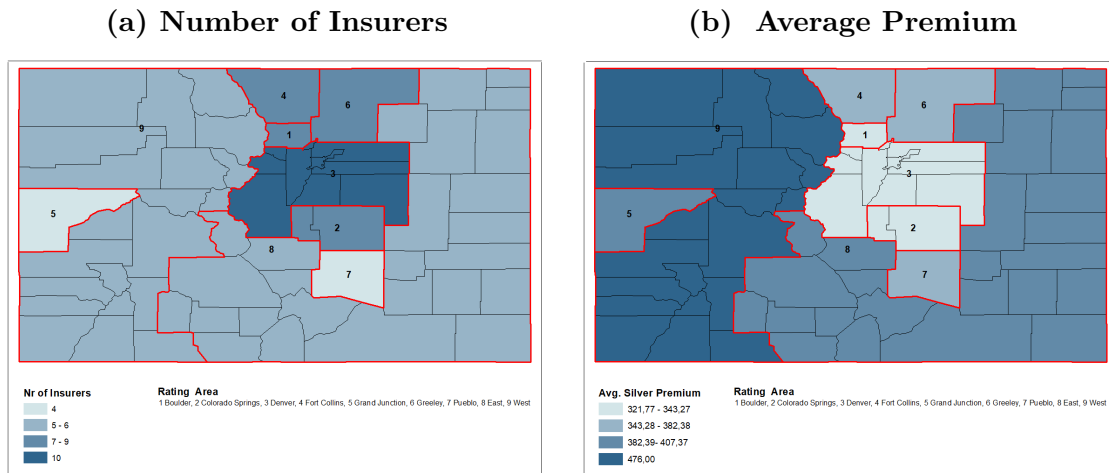 (a) Number of Insurers
4
6
1
9
3
5
2
8
7
Nr of Insurers
4
5 - 6
7 - 9
10
Rating Area
1 Boulder, 2 Colorado Springs, 3 Denver, 4 Fort Collins, 5 Grand Junction, 6 Greeley, 7 Pueblo, 8 East, 9 West
(b) Average Premium
4
6
1
9
3
5
2
8
7
Avg. Silver Premium
321,77 - 343,27
343,28 - 382,38
382,39- 407,37
476,00
Rating Area
1 Boulder, 2 Colorado Springs, 3 Denver, 4 Fort Collins, 5 Grand Junction, 6 Greeley, 7 Pueblo, 8 East, 9 West